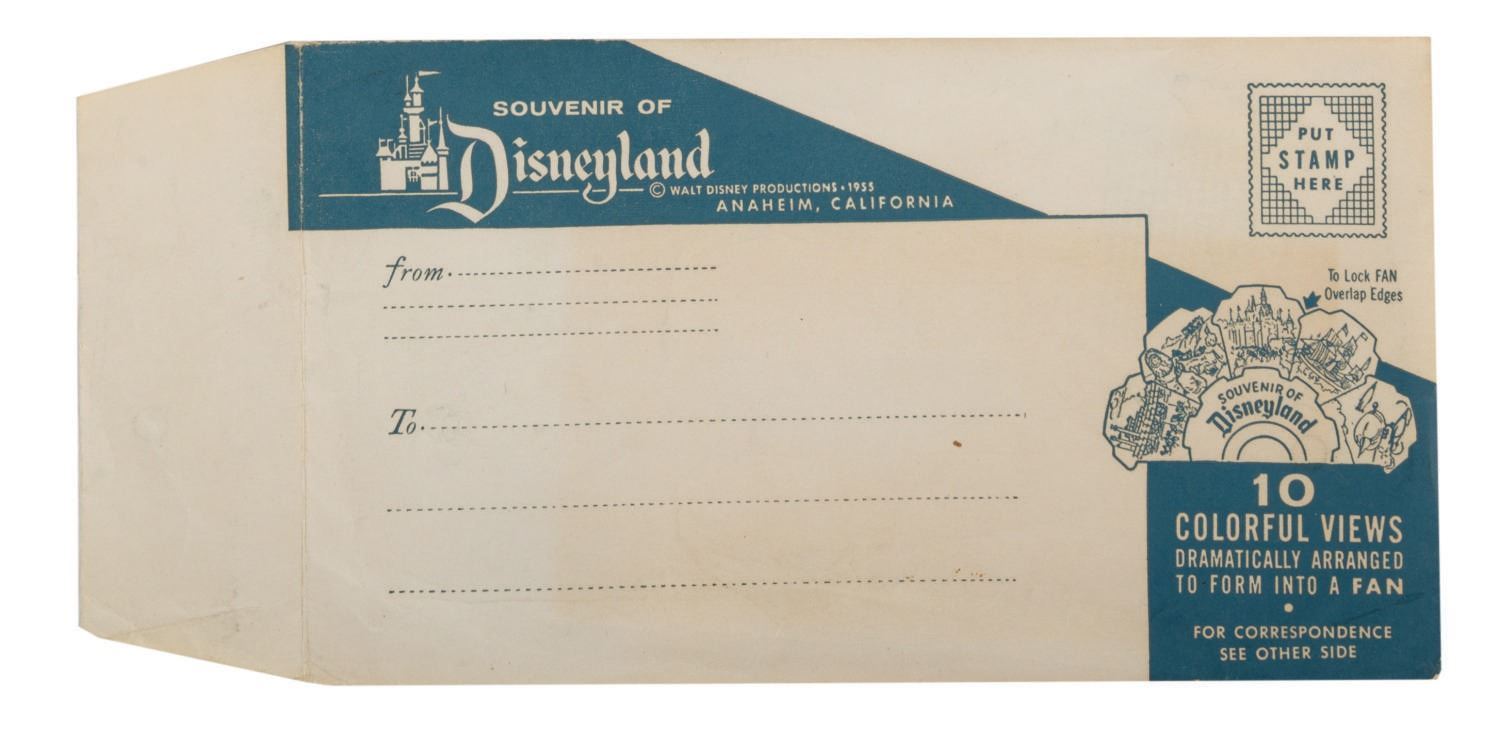 SOUVENIR OF
Disneyland
© WALT DISNEY PRODUCTIONS • 1955
ANAHEIM, CALIFORNIA
PUT
STAMP
HERE
from
To
To Lock FAN
Overlap Edges
SOUVENIR OF
Disneyland
10
COLORFUL VIEWS
DRAMATICALLY ARRANGED
TO FORM INTO A FAN
•
FOR CORRESPONDENCE
SEE OTHER SIDE